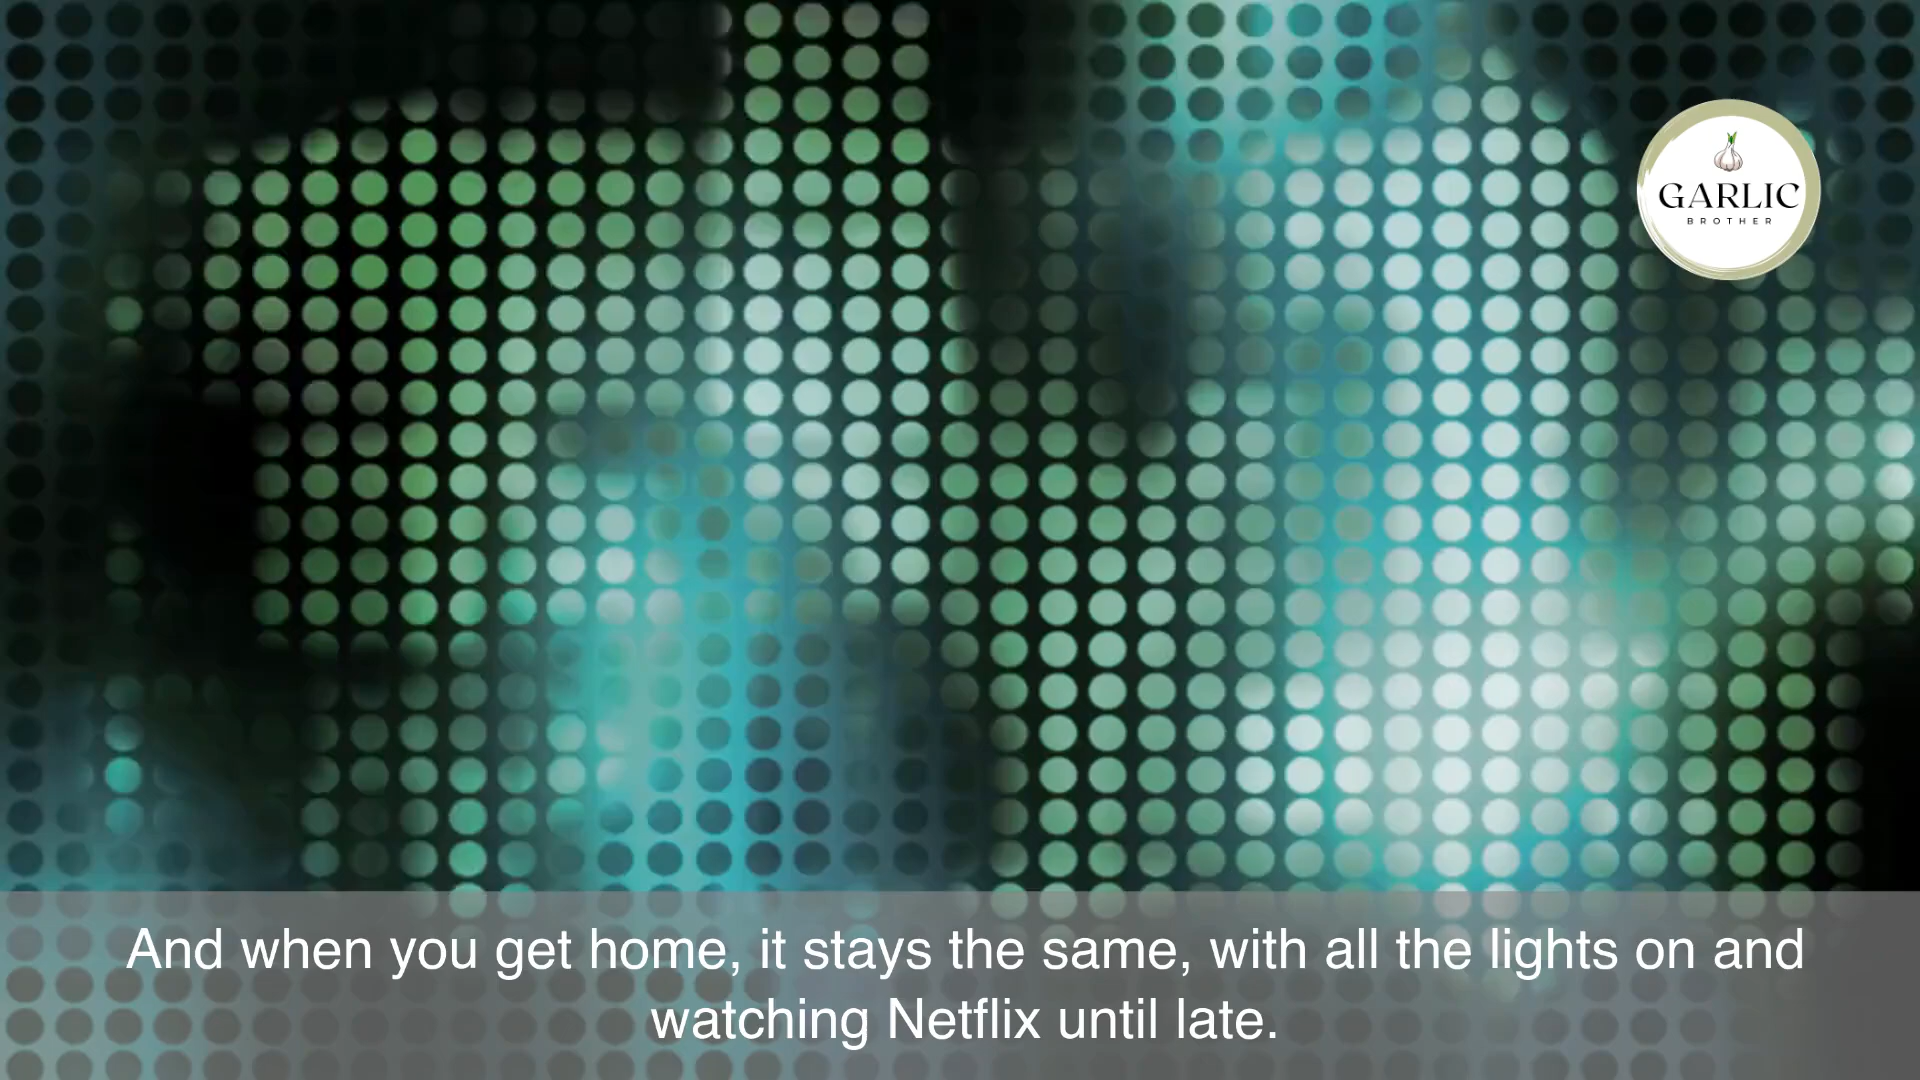 GARLIC
BROTHER
And when you get home, it stays the same, with all the lights on and
watching Netflix until late.